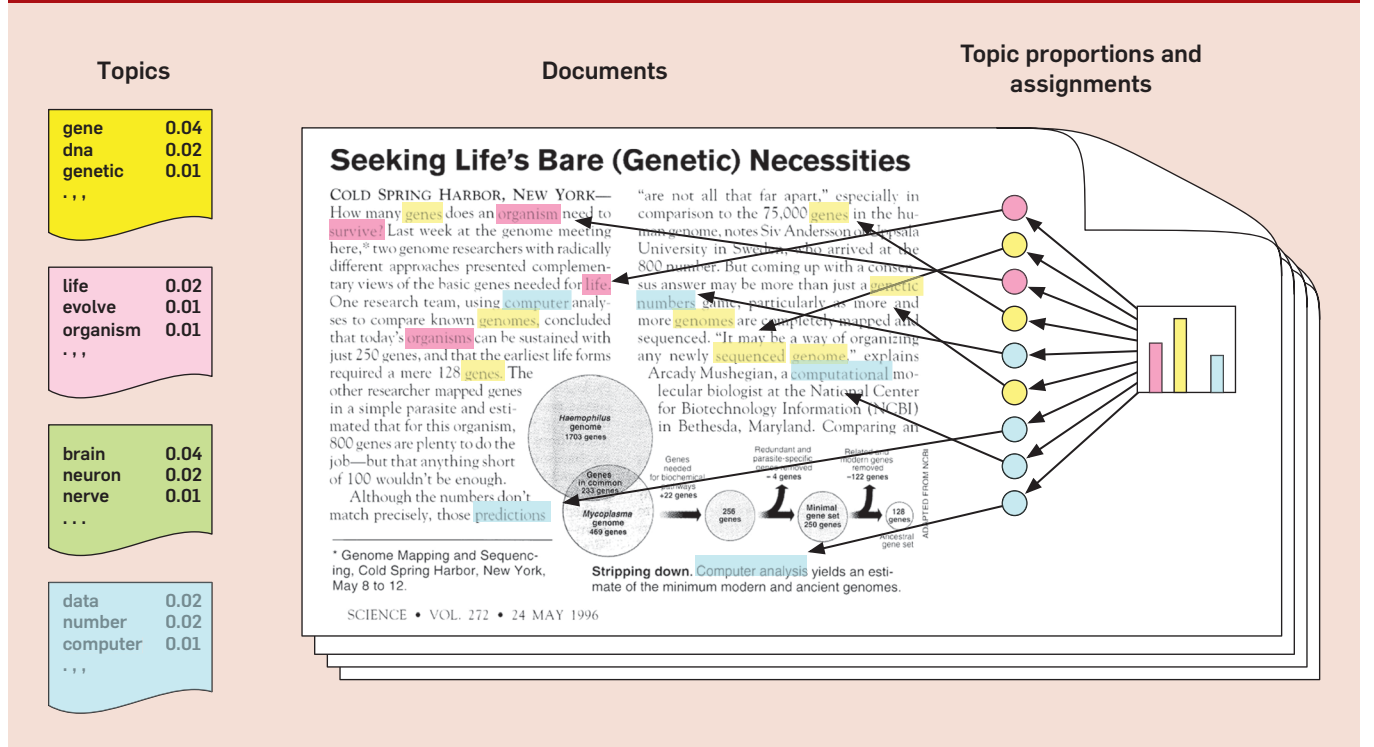 Topics
Documents
Topic proportions and
assignments
gene 0.04
dna 0.02
genetic 0.01
. , ,
life 0.02
evolve 0.01
organism 0.01
. , ,
brain 0.04
neuron 0.02
nerve 0.01
. . .
data 0.02
number 0.02
computer 0.01
. , ,
Seeking Life's Bare (Genetic) Necessities
COLD SPRING HARBOR, NEW YORK—
How many genes does an organism need to
survive? Last week at the genome meeting
here,* two genome researchers with radically
different approaches presented complemen-
tary views of the basic genes needed for life.
One research team, using computer analy-
ses to compare known genomes, concluded
that today's organisms can be sustained with
just 250 genes, and that the earliest life forms
required a mere 128 genes. The
other researcher mapped genes
in a simple parasite and esti-
mated that for this organism,
800 genes are plenty to do the
job—but that anything short
of 100 wouldn't be enough.
Although the numbers don't
match precisely, those predictions
* Genome Mapping and Sequenc-
ing, Cold Spring Harbor, New York,
May 8 to 12.
"are not all that far apart," especially in
comparison to the 75,000 genes in the hu-
man genome, notes Siv Andersson of Uppsala
University in Sweden, who arrived at the
800 number. But coming up with a consen-
sus answer may be more than just a genetic
numbers game, particularly as more and
more genomes are completely mapped and
sequenced. "It may be a way of organizing
any newly sequenced genome," explains
Arcady Mushegian, a computational mo-
lecular biologist at the National Center
for Biotechnology Information (NCBI)
in Bethesda, Maryland. Comparing an
Haemophilus
genome
1703 genes
Genes
in common
233 genes
Mycoplasma
genome
469 genes
Genes
needed
for biochemical
pathways
+22 genes
256
genes
Redundant and
parasite-specific
genes removed
– 4 genes
Minimal
gene set
250 genes
Related and
modern genes
removed
–122 genes
128
genes
Ancestral
gene set
ADAPTED FROM NCBI
Stripping down. Computer analysis yields an esti-
mate of the minimum modern and ancient genomes.
SCIENCE • VOL. 272 • 24 MAY 1996